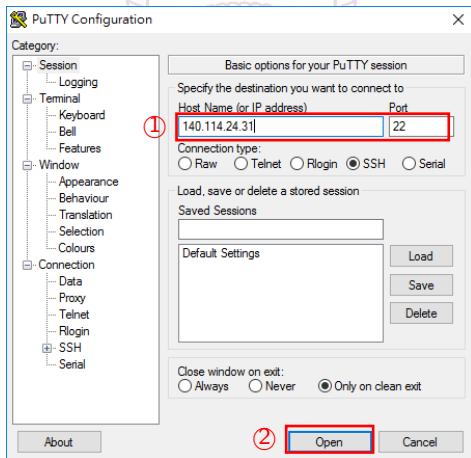 PuTTY Configuration
Category:
Session
Logging
Terminal
Keyboard
Bell
Features
Window
Appearance
Behaviour
Translation
Selection
Colours
Connection
Data
Proxy
Telnet
Rlogin
SSH
Serial
Basic options for your PuTTY session
Specify the destination you want to connect to
Host Name (or IP address) Port
① 140.114.24.31 22
Connection type:
Raw Telnet Rlogin SSH Serial
Load, save or delete a stored session
Saved Sessions
Default Settings
Load
Save
Delete
Close window on exit:
Always Never Only on clean exit
About ② Open Cancel